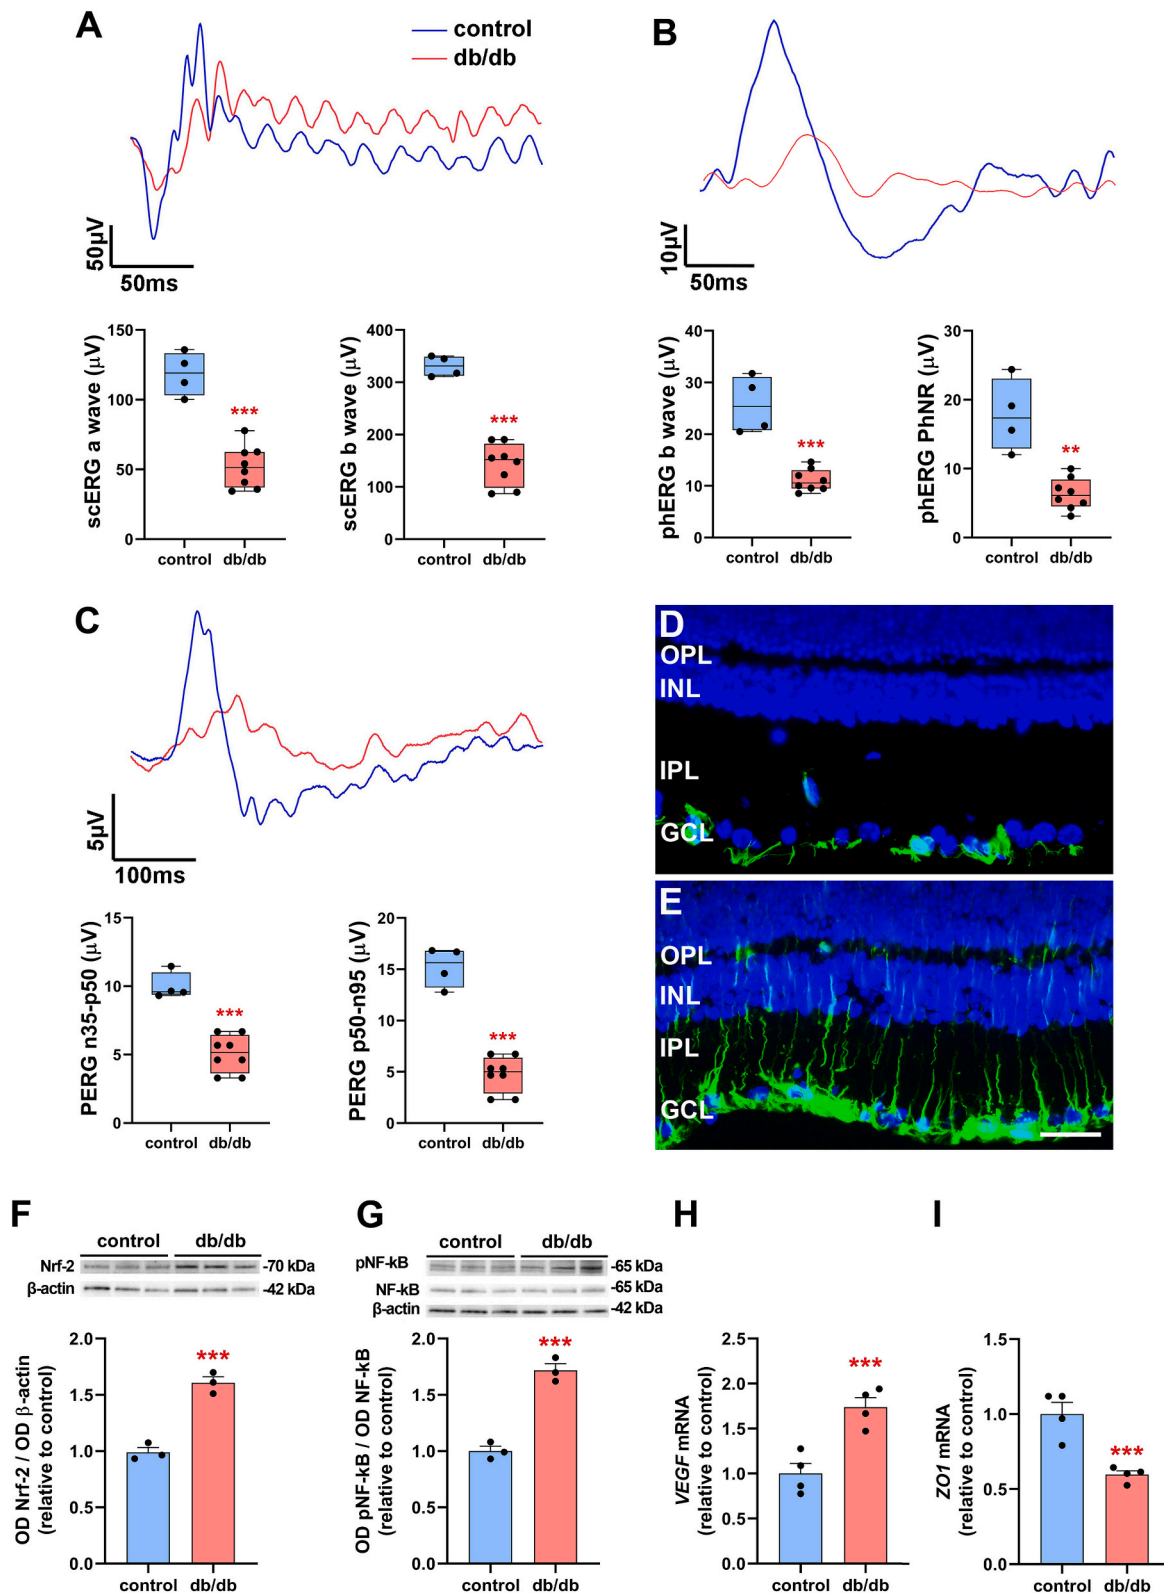 A
control
db/db
50μV
50ms
B
10μV
50ms
scERG a wave (μV)
150
100
50
0
control db/db
scERG b wave (μV)
400
300
200
100
0
control db/db
***
***
phERG b wave (μV)
40
30
20
10
0
control db/db
***
phERG PhNR (μV)
30
20
10
0
control db/db
**
C
5μV
100ms
PERG n35-p50 (μV)
15
10
5
0
control db/db
***
PERG p50-n95 (μV)
20
15
10
5
0
control db/db
***
D
OPL
INL
IPL
GCL
E
OPL
INL
IPL
GCL
F
control db/db
Nrf-2 -70 kDa
β-actin -42 kDa
OD Nrf-2 / OD β-actin
(relative to control)
2.0
1.5
1.0
0.5
0.0
control db/db
***
G
control db/db
pNF-kB -65 kDa
NF-kB -65 kDa
β-actin -42 kDa
OD pNF-kB / OD NF-kB
(relative to control)
2.0
1.5
1.0
0.5
0.0
control db/db
***
H
VEGF mRNA
(relative to control)
2.5
2.0
1.5
1.0
0.5
0.0
control db/db
***
I
ZO1 mRNA
(relative to control)
1.5
1.0
0.5
0.0
control db/db
***